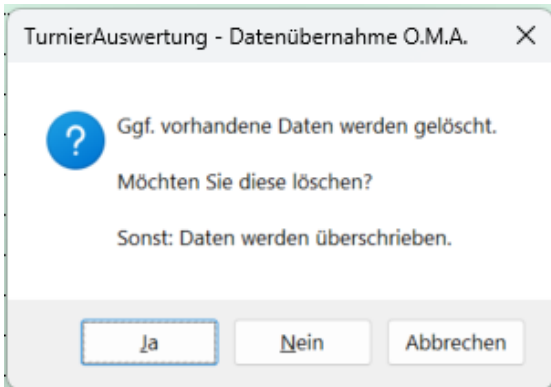 TurnierAuswertung - Datenübernahme O.M.A.
?
Ggf. vorhandene Daten werden gelöscht.
Möchten Sie diese löschen?
Sonst: Daten werden überschrieben.
Ja Nein Abbrechen